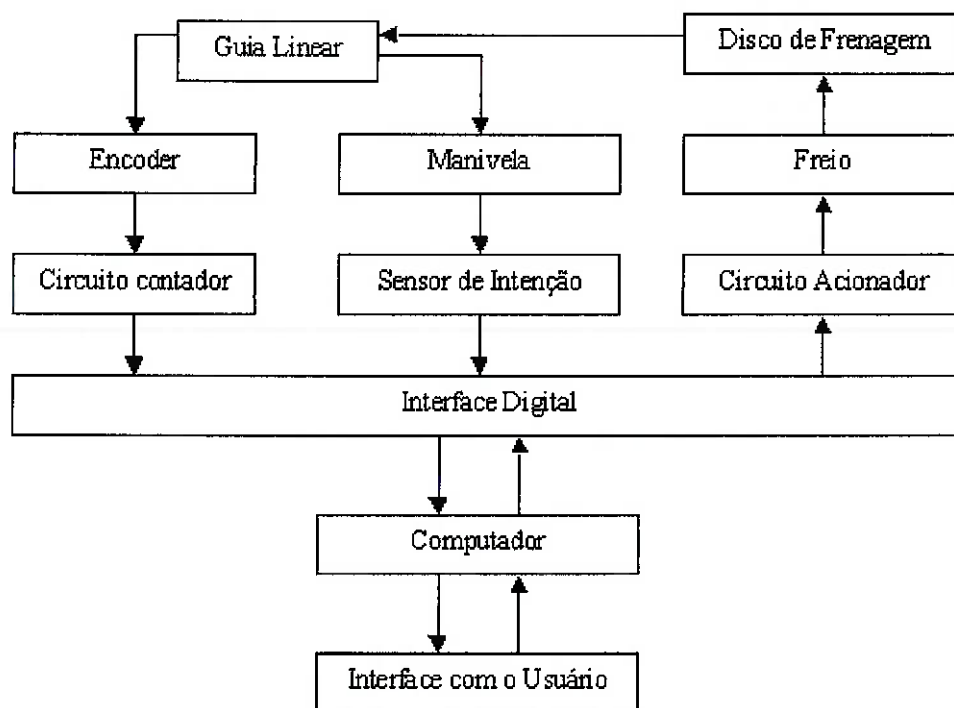 Guia Linear
Disco de Frenagem
Encoder
Manivela
Freio
Circuito contador
Sensor de Intenção
Circuito Acionador
Interface Digital
Computador
Interface com o Usuário